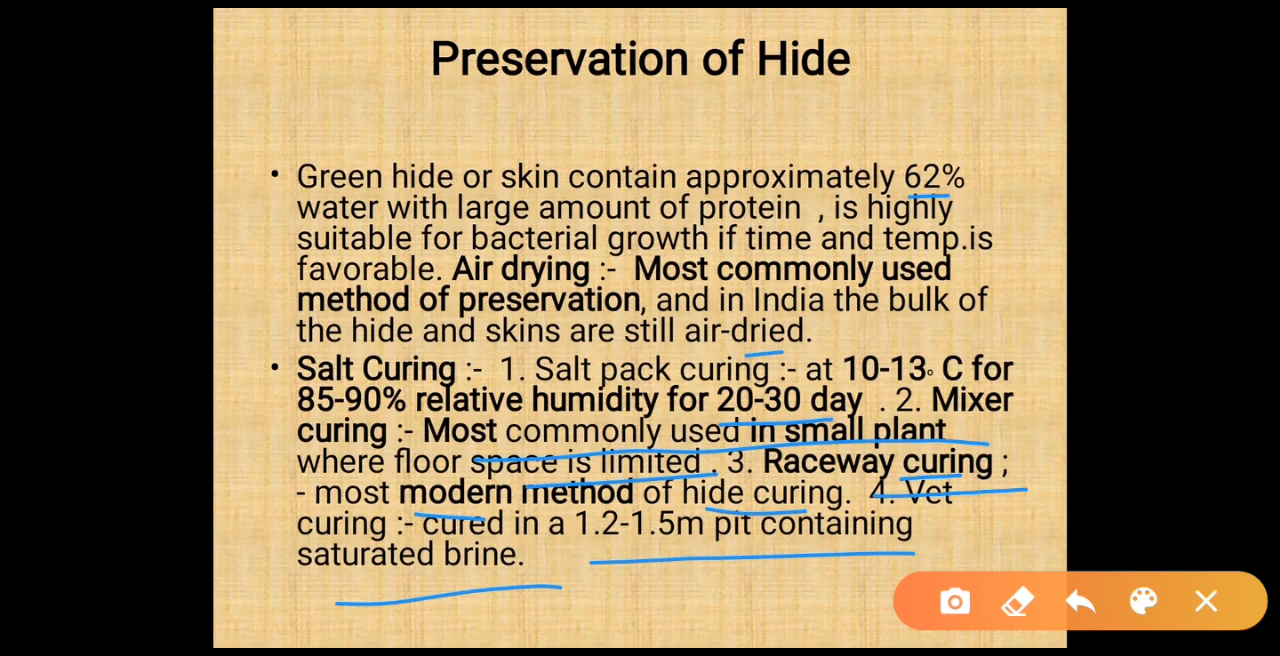 Preservation of Hide
• Green hide or skin contain approximately 62%
water with large amount of protein , is highly
suitable for bacterial growth if time and temp.is
favorable. Air drying :- Most commonly used
method of preservation, and in India the bulk of
the hide and skins are still air-dried.
• Salt Curing :- 1. Salt pack curing :- at 10-13◦ C for
85-90% relative humidity for 20-30 day . 2. Mixer
curing :- Most commonly used in small plant
where floor space is limited . 3. Raceway curing ;
- most modern method of hide curing. 4. Vet
curing :- cured in a 1.2-1.5m pit containing
saturated brine.